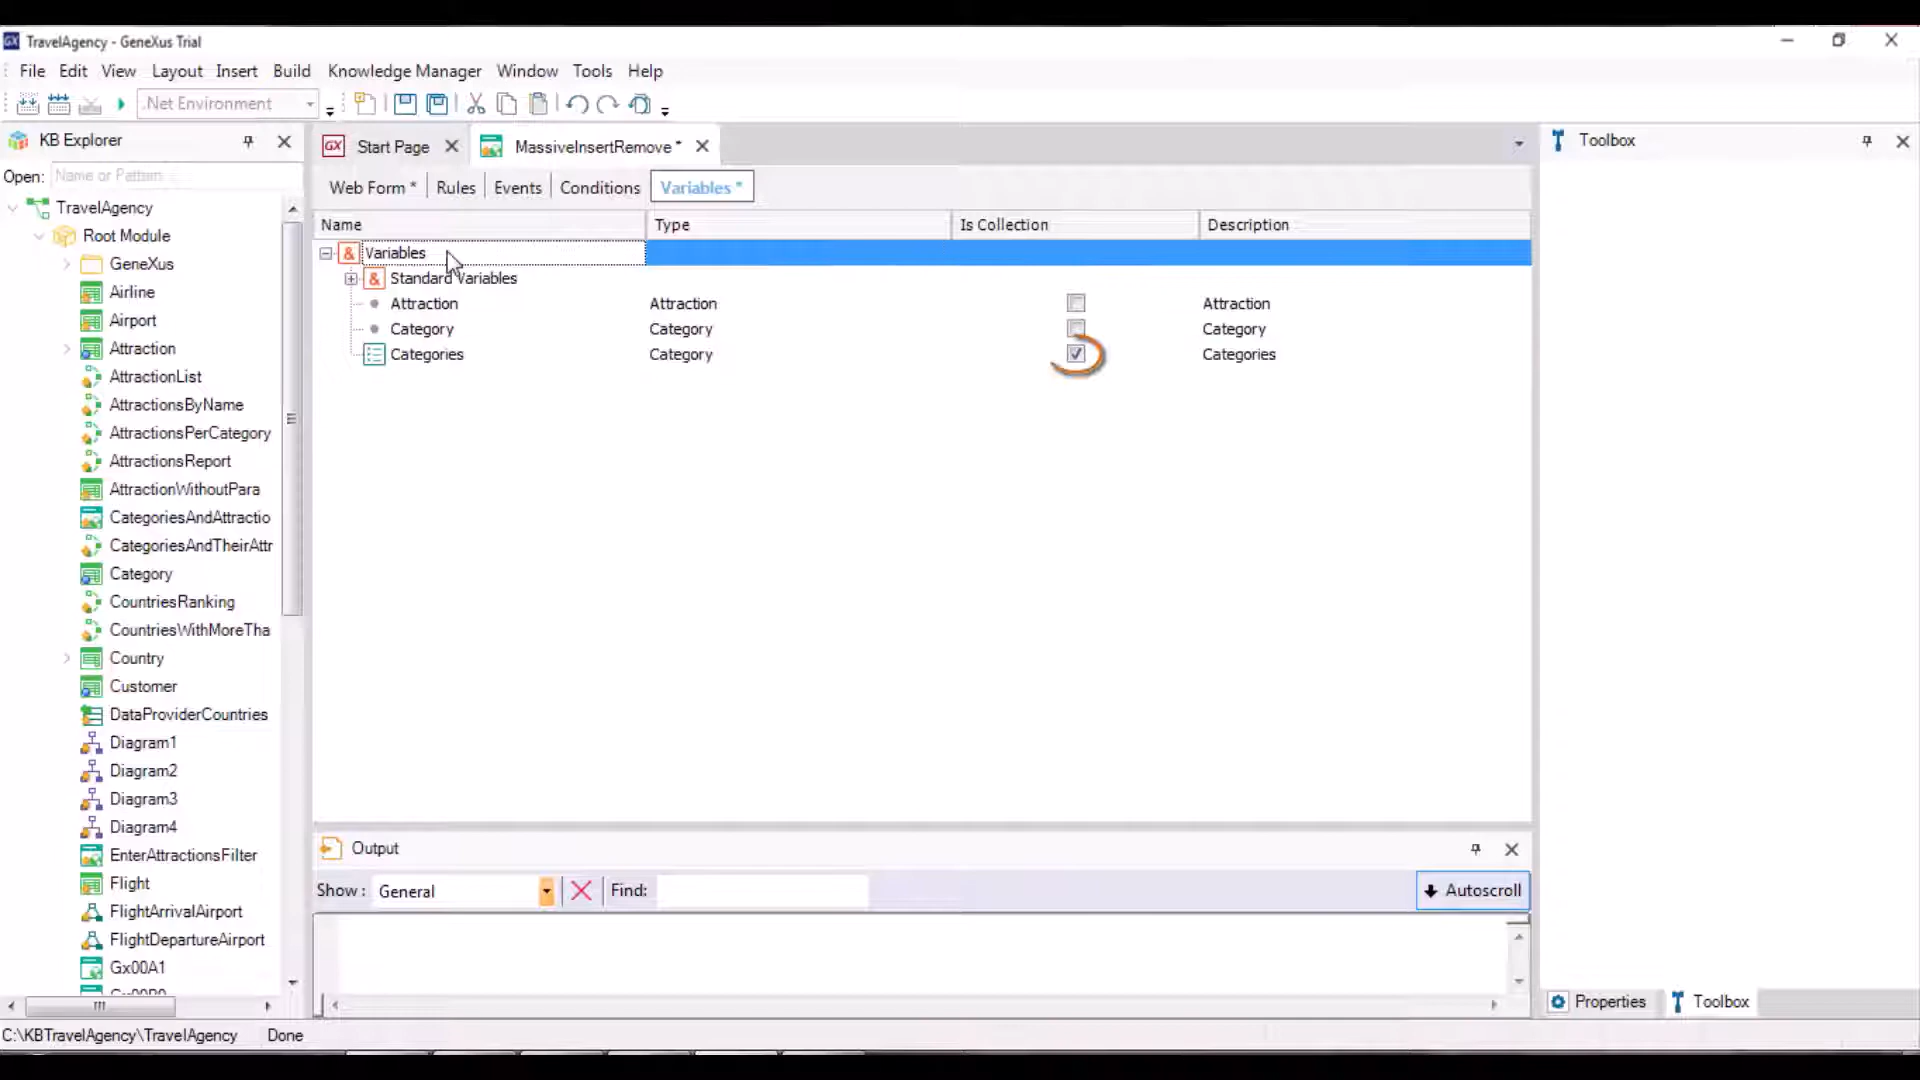 TravelAgency - GeneXus Trial
File Edit View Layout Insert Build Knowledge Manager Window Tools Help
.Net Environment
KB Explorer
Open: Name or Pattern
TravelAgency
Root Module
GeneXus
Airline
Airport
Attraction
AttractionList
AttractionsByName
AttractionsPerCategory
AttractionsReport
AttractionWithoutPara
CategoriesAndAttractio
CategoriesAndTheirAttr
Category
CountriesRanking
CountriesWithMoreTha
Country
Customer
DataProviderCountries
Diagram1
Diagram2
Diagram3
Diagram4
EnterAttractionsFilter
Flight
FlightArrivalAirport
FlightDepartureAirport
Gx00A1
Start Page MassiveInsertRemove *
Web Form * Rules Events Conditions Variables *
Name Type Is Collection Description
& Variables
& Standard Variables
Attraction Attraction Attraction
Category Category Category
Categories Category Categories
Output
Show : General Find: Autoscroll
Toolbox
Properties Toolbox
C:\KBTravelAgency\TravelAgency Done